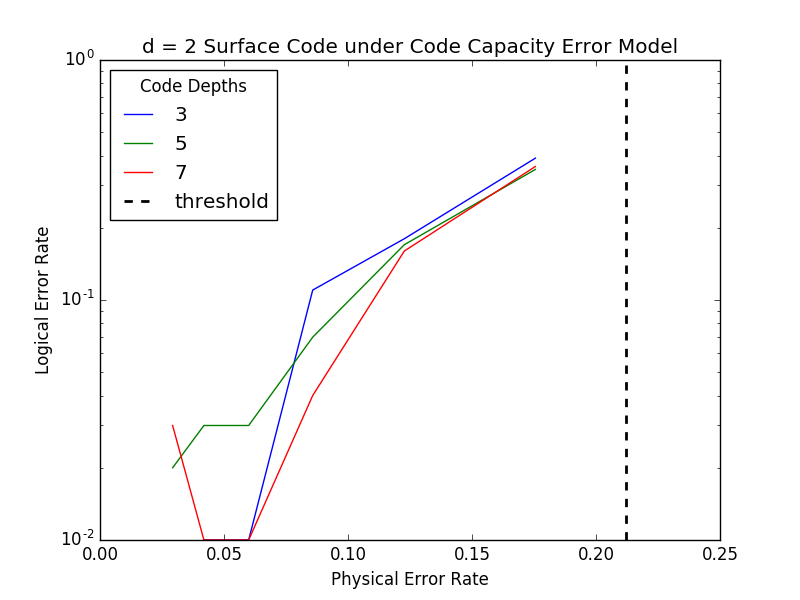 d = 2 Surface Code under Code Capacity Error Model
10^0
Code Depths
3
5
7
threshold
Logical Error Rate
10^-1
10^-2
0.00 0.05 0.10 0.15 0.20 0.25
Physical Error Rate